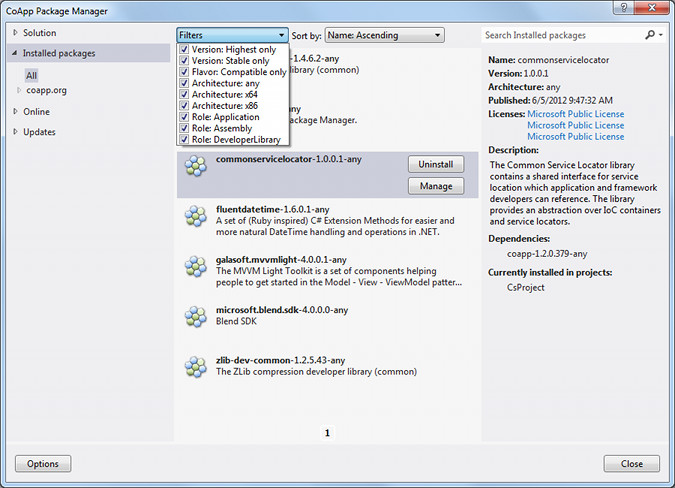 CoApp Package Manager
Solution
Installed packages
All
coapp.org
Online
Updates
Filters
Sort by:
Name: Ascending
Version: Highest only
Version: Stable only
Flavor: Compatible only
Architecture: any
Architecture: x64
Architecture: x86
Role: Application
Role: Assembly
Role: DeveloperLibrary
-1.4.6.2-any
library (common)
ackage Manager.
commonservicelocator-1.0.0.1-any
Uninstall
Manage
fluentdatetime-1.6.0.1-any
A set of (Ruby inspired) C# Extension Methods for easier and
more natural DateTime handling and operations in .NET.
galasoft.mvvmlight-4.0.0.1-any
The MVVM Light Toolkit is a set of components helping
people to get started in the Model - View - ViewModel patter...
microsoft.blend.sdk-4.0.0.0-any
Blend SDK
zlib-dev-common-1.2.5.43-any
The ZLib compression developer library (common)
1
Search Installed packages
Name: commonservicelocator
Version: 1.0.0.1
Architecture: any
Published: 6/5/2012 9:47:32 AM
Licenses: Microsoft Public License
Microsoft Public License
Microsoft Public License
Description:
The Common Service Locator library
contains a shared interface for service
location which application and framework
developers can reference. The library
provides an abstraction over IoC containers
and service locators.
Dependencies:
coapp-1.2.0.379-any
Currently installed in projects:
CsProject
Options
Close